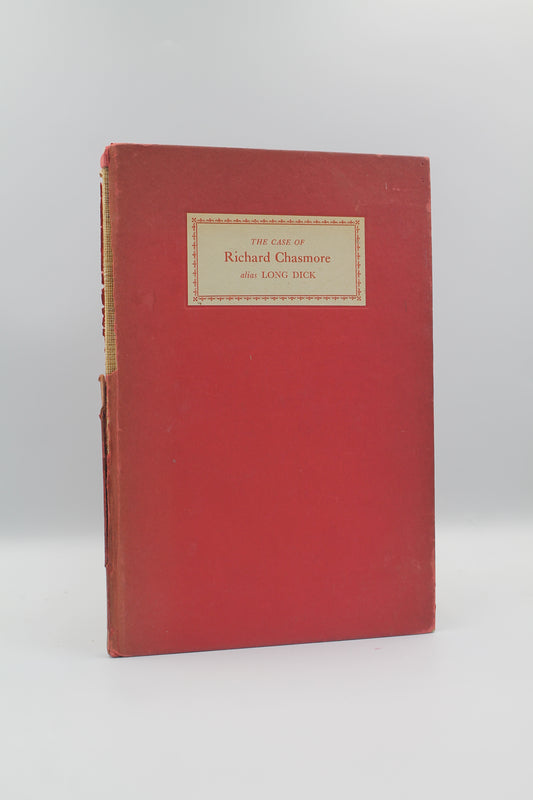 THE CASE OF
Richard Chasmore
alias LONG DICK